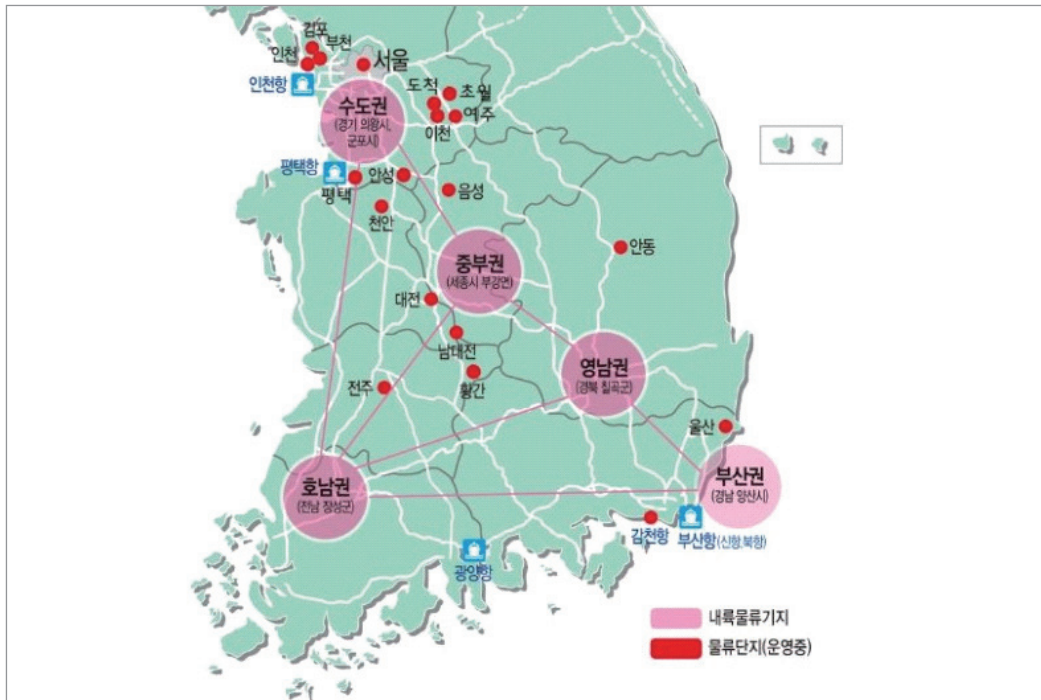 김포
부천
인천
서울
인천항
도척
초월
수도권
(경기 의왕시,
군포시)
이천
여주
평택항
평택
안성
음성
천안
안동
중부권
(세종시 부강면)
대전
남대전
영남권
(경북 칠곡군)
황간
전주
울산
호남권
(전남 장성군)
부산권
(경남 양산시)
감천항
부산항(신항,북항)
광양항
내륙물류기지
물류단지(운영중)